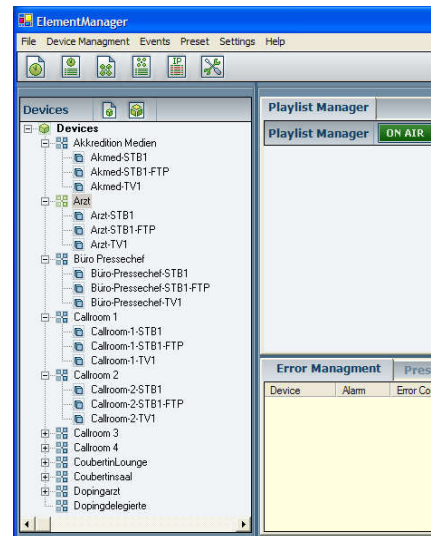 ElementManager
File Device Managment Events Preset Settings Help
IP
Devices
Devices
Akkredition Medien
Akmed-STB1
Akmed-STB1-FTP
Akmed-TV1
Arzt
Arzt-STB1
Arzt-STB1-FTP
Arzt-TV1
Büro Pressechef
Büro-Pressechef-STB1
Büro-Pressechef-STB1-FTP
Büro-Pressechef-TV1
Callroom 1
Callroom-1-STB1
Callroom-1-STB1-FTP
Callroom-1-TV1
Callroom 2
Callroom-2-STB1
Callroom-2-STB1-FTP
Callroom-2-TV1
Callroom 3
Callroom 4
CoubertinLounge
Coubertinsaal
Dopingarzt
Dopingdelegierte
Playlist Manager
Playlist Manager ON AIR
Error Managment Pres
Device Alarm Error Co